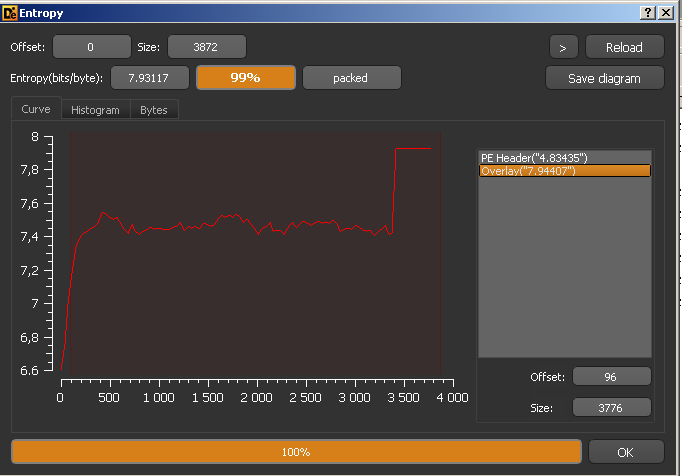 Entropy
Offset: 0 Size: 3872 > Reload
Entropy(bits/byte): 7.93117 99% packed Save diagram
Curve Histogram Bytes
8
7,8
7,6
7,4
7,2
7
6,8
6.6
0 500 1 000 1 500 2 000 2 500 3 000 3 500 4 000
PE Header("4.83435")
Overlay("7.94407")
Offset: 96
Size: 3776
100% OK